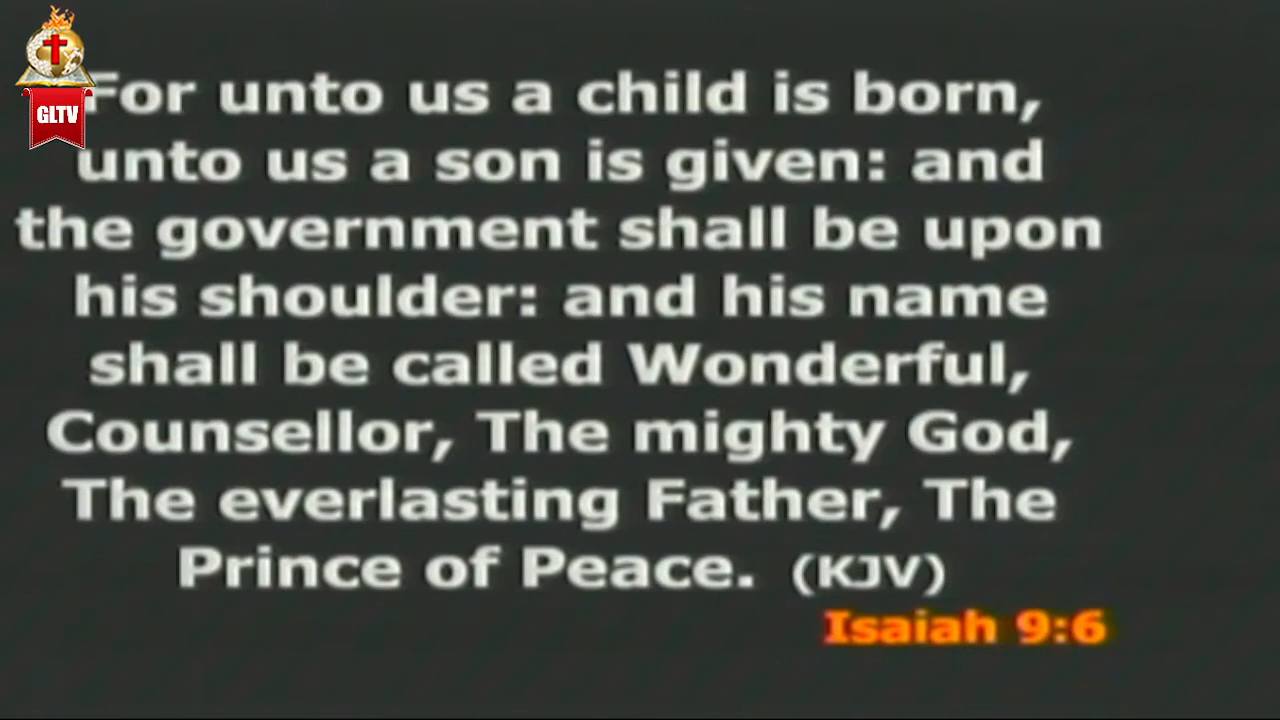 GLTV
For unto us a child is born,
unto us a son is given: and
the government shall be upon
his shoulder: and his name
shall be called Wonderful,
Counsellor, The mighty God,
The everlasting Father, The
Prince of Peace. (KJV)
Isaiah 9:6